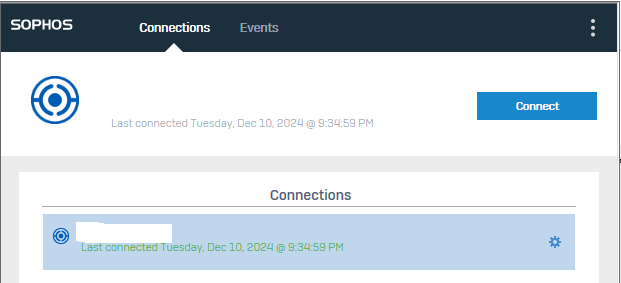 SOPHOS
Connections
Events
Last connected Tuesday, Dec 10, 2024 @ 9:34:59 PM
Connect
Connections
Last connected Tuesday, Dec 10, 2024 @ 9:34:59 PM